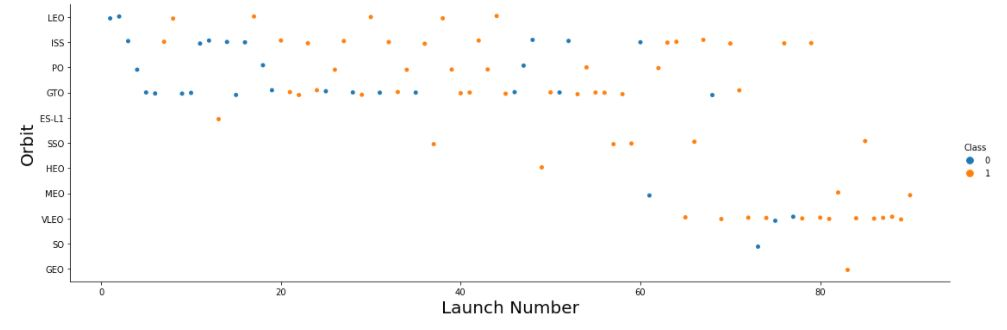 LEO
ISS
PO
GTO
ES-L1
SSO
HEO
MEO
VLEO
SO
GEO
Orbit
0 20 40 60 80
Launch Number
Class
0
1